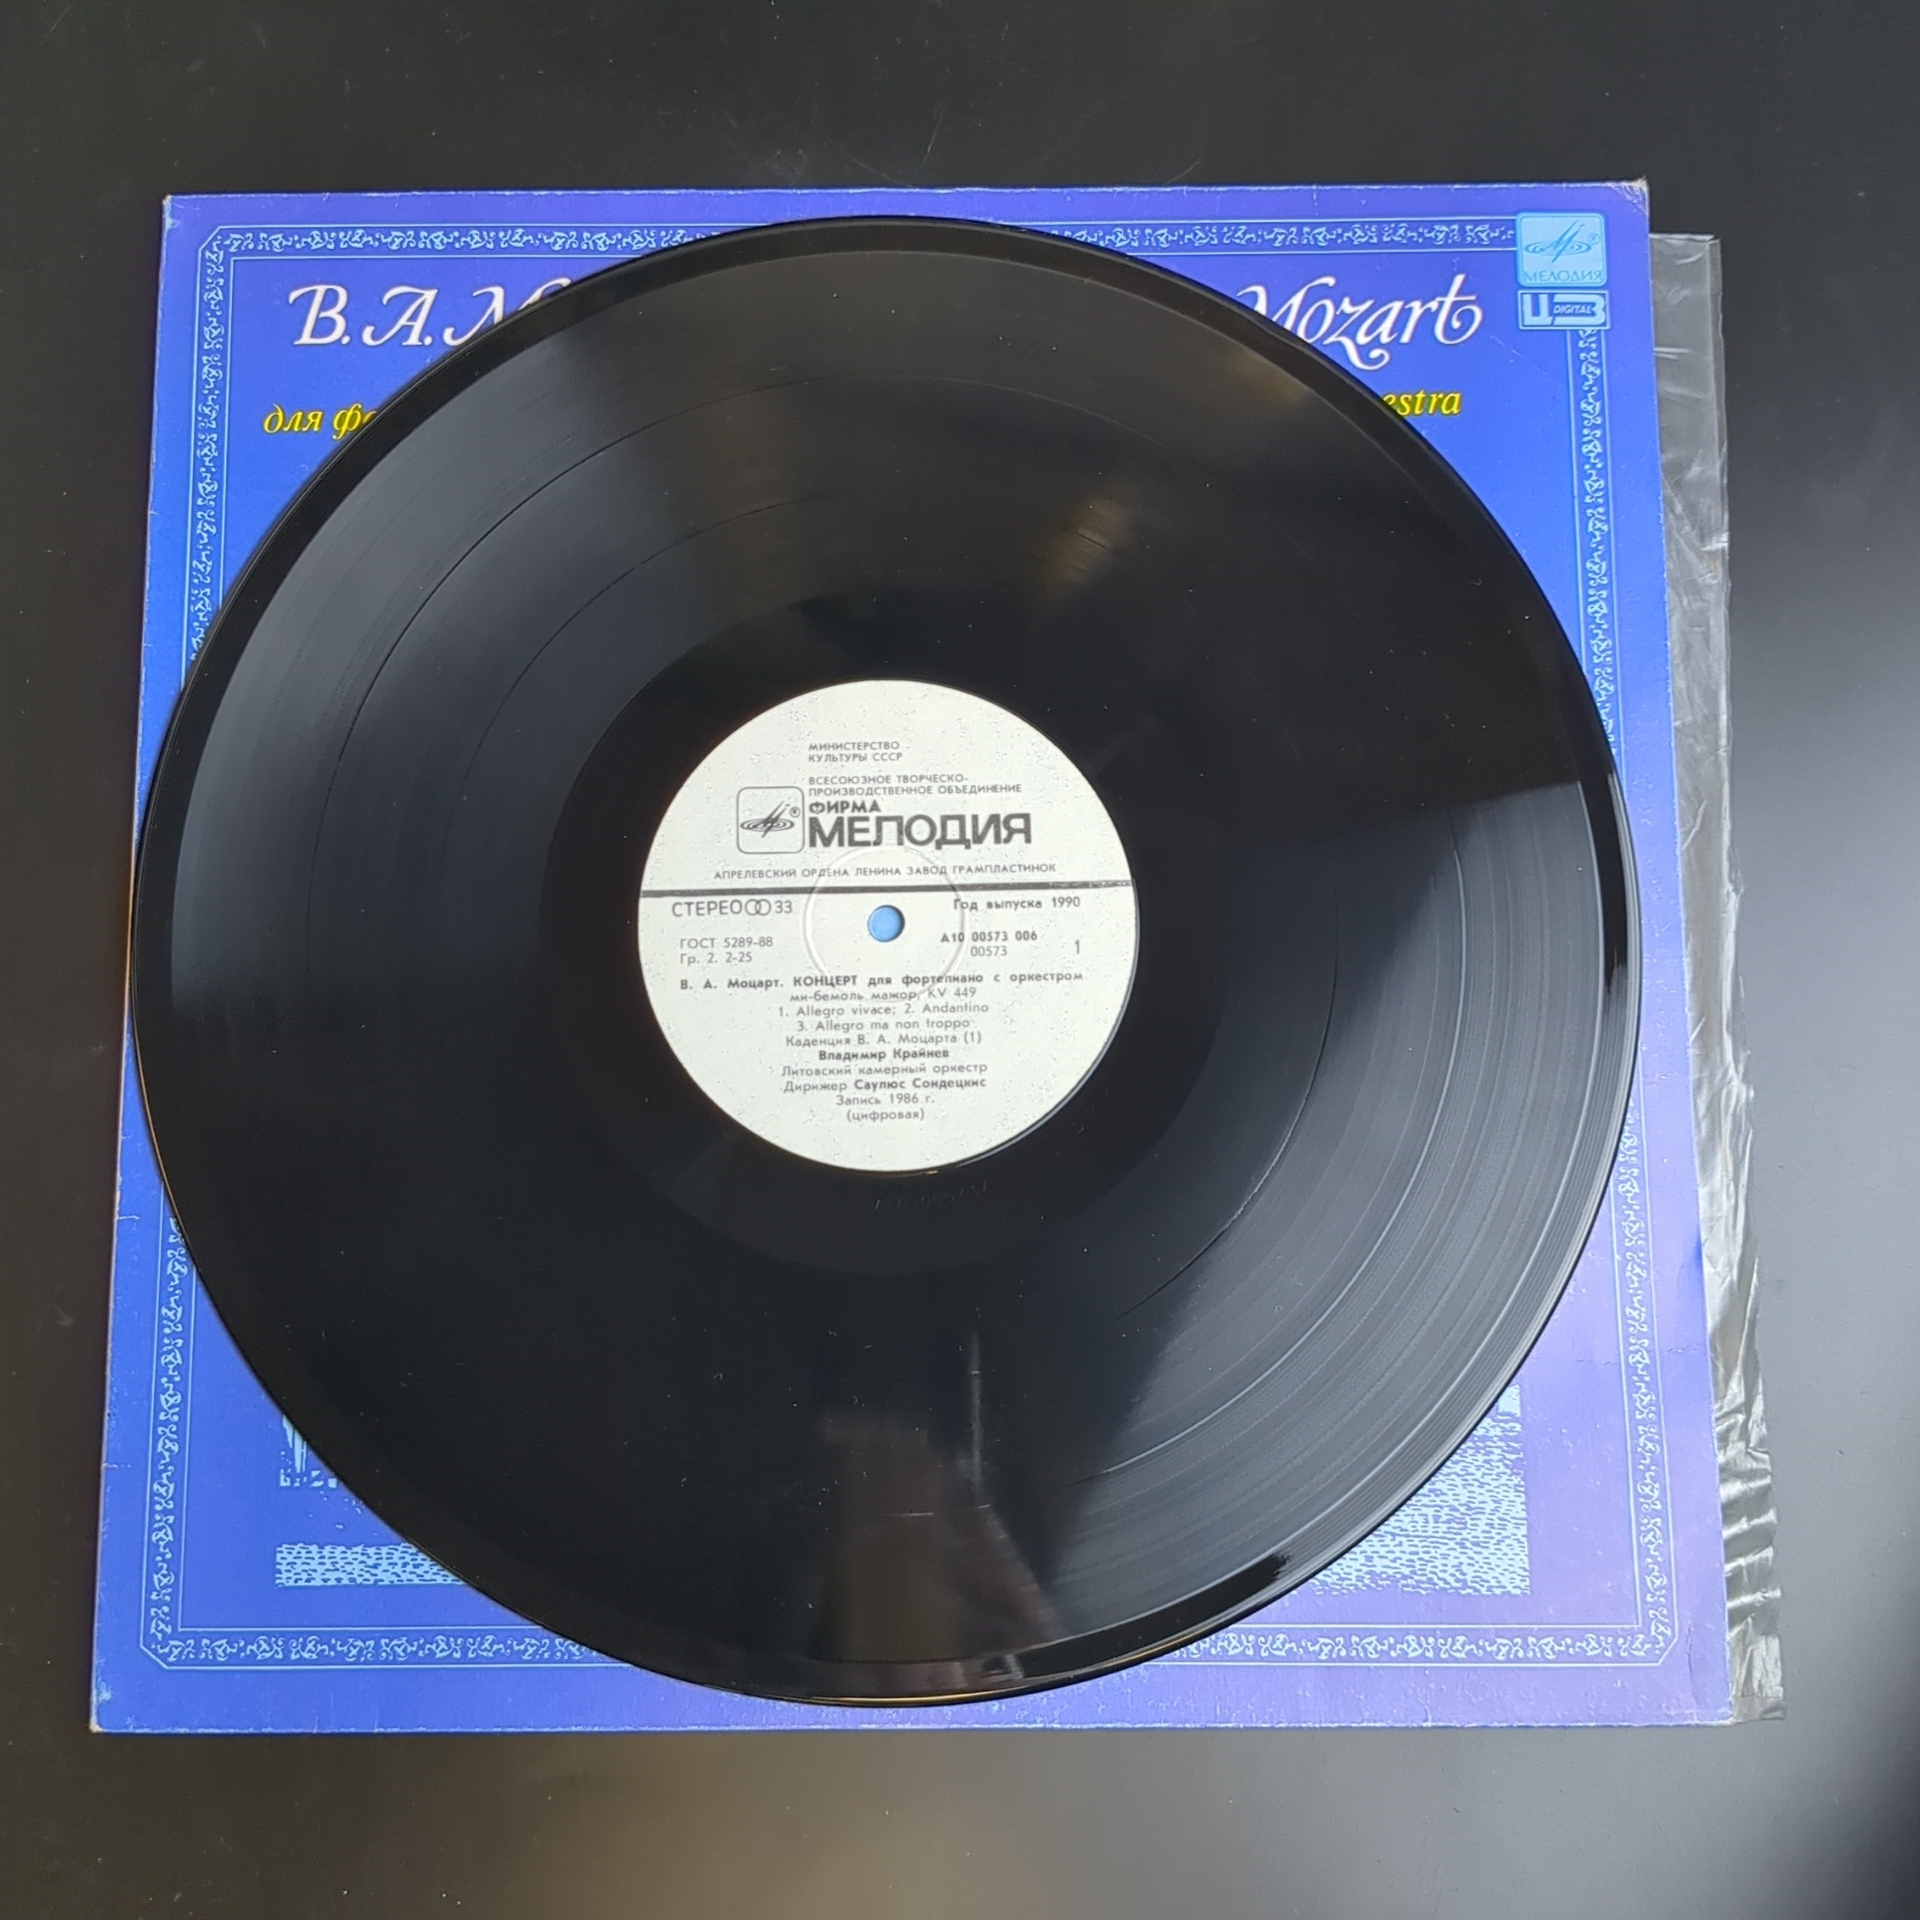 В. А. М
Mozart
для фо
estra
МЕЛОДИЯ
ЦЗ
DIGITAL
МИНИСТЕРСТВО
КУЛЬТУРЫ СССР
ВСЕСОЮЗНОЕ ТВОРЧЕСКО-
ПРОИЗВОДСТВЕННОЕ ОБЪЕДИНЕНИЕ
ФИРМА
МЕЛОДИЯ
АПРЕЛЕВСКИЙ ОРДЕНА ЛЕНИНА ЗАВОД ГРАМПЛАСТИНОК
СТЕРЕО 33 Год выпуска 1990
ГОСТ 5289-88 А10 00573 006
Гр. 2. 2-25 00573 1
В. А. Моцарт. КОНЦЕРТ для фортепиано с оркестром
ми-бемоль мажор, KV 449
1. Allegro vivace; 2. Andantino
3. Allegro ma non troppo
Каденция В. А. Моцарта (1)
Владимир Крайнев
Литовский камерный оркестр
Дирижер Саулюс Сондецкис
Запись 1986 г.
(цифровая)